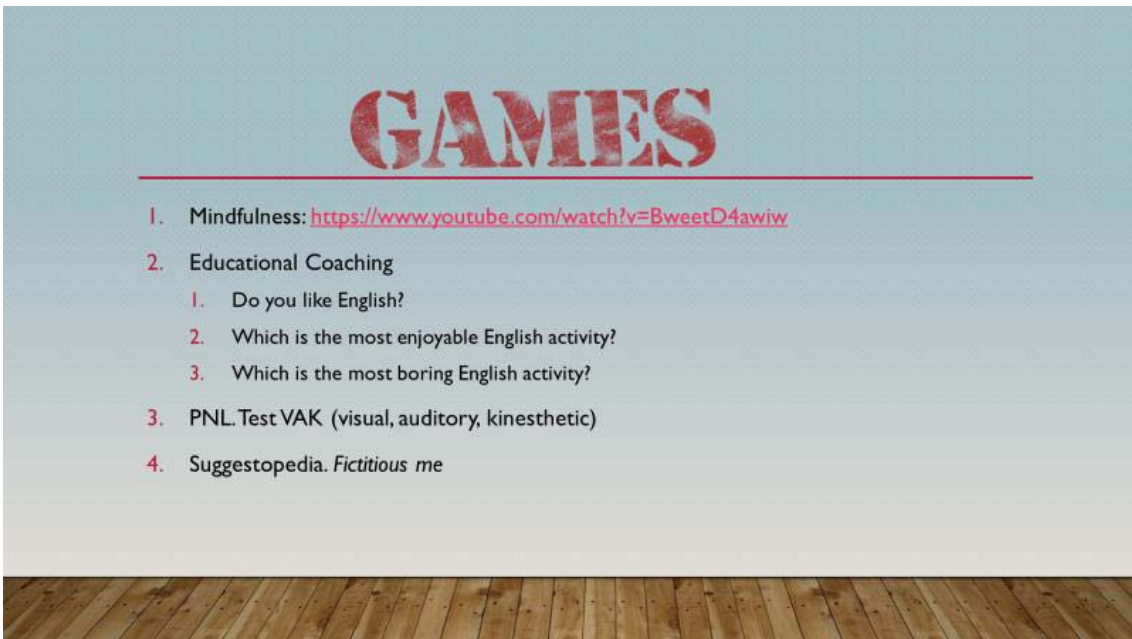 GAMES
1. Mindfulness: https://www.youtube.com/watch?v=BweetD4awiw
2. Educational Coaching
1. Do you like English?
2. Which is the most enjoyable English activity?
3. Which is the most boring English activity?
3. PNL. Test VAK (visual, auditory, kinesthetic)
4. Suggestopedia. Fictitious me